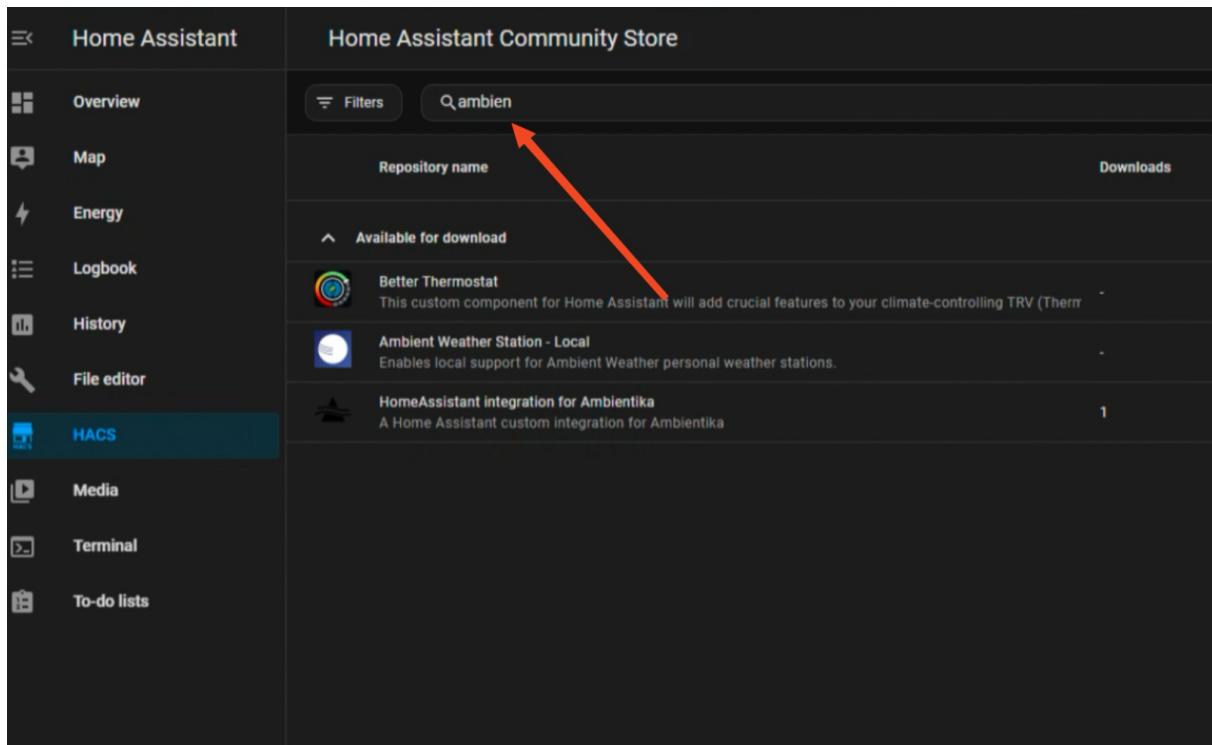 Home Assistant
Home Assistant Community Store
Overview
Filters
ambien
Map
Repository name
Downloads
Energy
Available for download
Logbook
Better Thermostat
This custom component for Home Assistant will add crucial features to your climate-controlling TRV (Therm
-
History
Ambient Weather Station - Local
Enables local support for Ambient Weather personal weather stations.
-
File editor
HomeAssistant integration for Ambientika
A Home Assistant custom integration for Ambientika
1
HACS
HACS
Media
Terminal
To-do lists